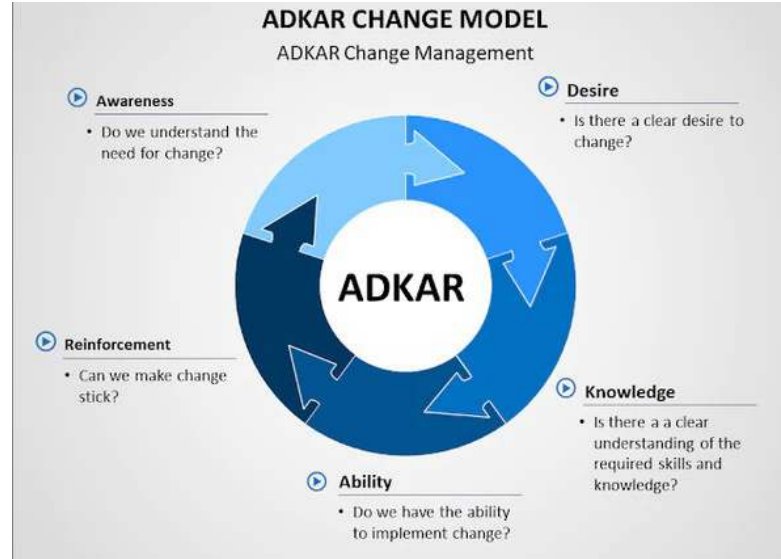 ADKAR CHANGE MODEL
ADKAR Change Management
Awareness
• Do we understand the
need for change?
Desire
• Is there a clear desire to
change?
ADKAR
Reinforcement
• Can we make change
stick?
Knowledge
• Is there a a clear
understanding of the
required skills and
knowledge?
Ability
• Do we have the ability
to implement change?